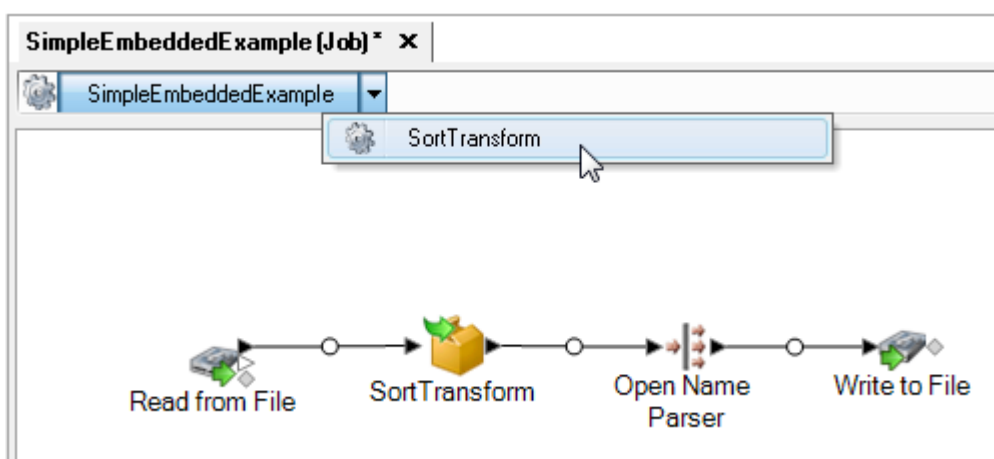 SimpleEmbeddedExample (Job)* ×
SimpleEmbeddedExample
SortTransform
Read from File
SortTransform
Open Name
Parser
Write to File